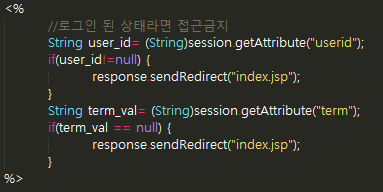 <%
//로그인 된 상태라면 접근금지
String user_id= (String)session.getAttribute("userid");
if(user_id!=null) {
response.sendRedirect("index.jsp");
}
String term_val= (String)session.getAttribute("term");
if(term_val == null) {
response.sendRedirect("index.jsp");
}
%>